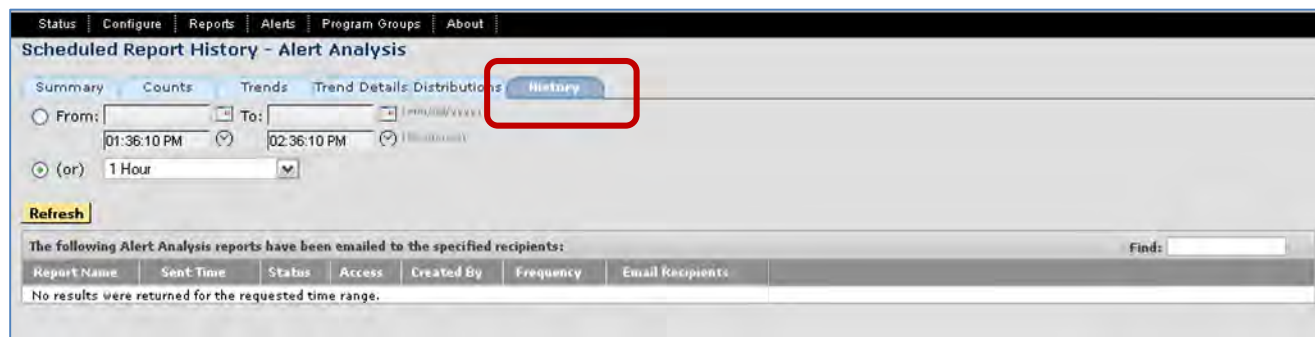 Status Configure Reports Alerts Program Groups About
Scheduled Report History - Alert Analysis
Summary Counts Trends Trend Details Distributions History
From: To: (mm/dd/yyyy)
01:36:10 PM 02:36:10 PM
(or) 1 Hour
Refresh
The following Alert Analysis reports have been emailed to the specified recipients: Find:
Report Name Sent Time Status Access Created By Frequency Email Recipients
No results were returned for the requested time range.